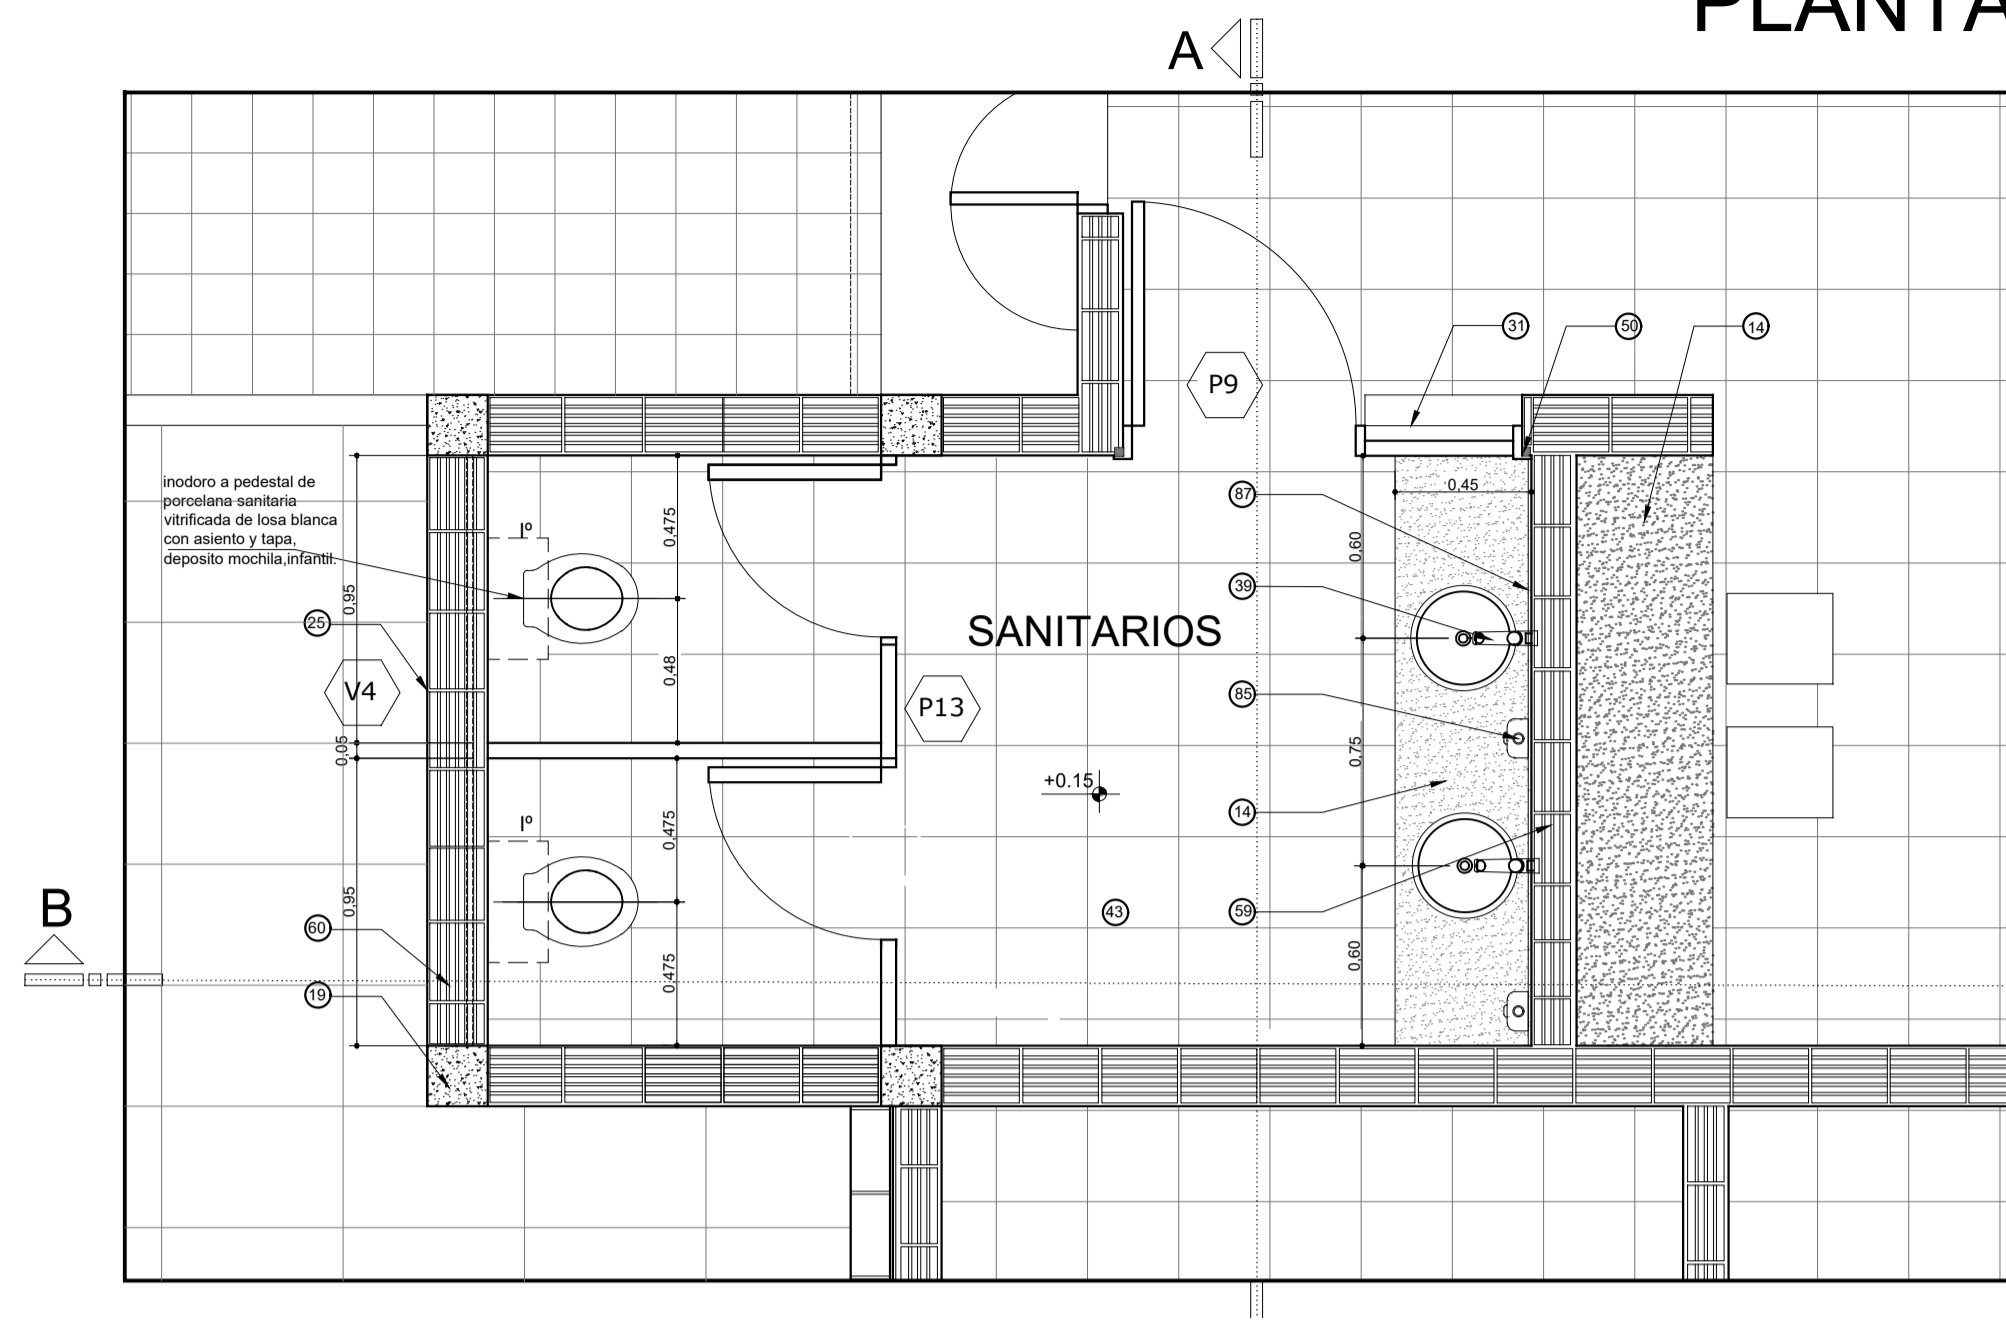 PLANTA
A
P9
31
50
14
inodoro a pedestal de
porcelana sanitaria
vitrificada de losa blanca
con asiento y tapa,
deposito mochila,infantil.
Iº
0,475
0,45
87
0,60
39
0,95
25
SANITARIOS
0,48
V4
P13
85
0,05
0,75
+0.15
14
Iº
0,475
B
0,95
43
59
60
0,475
0,60
19